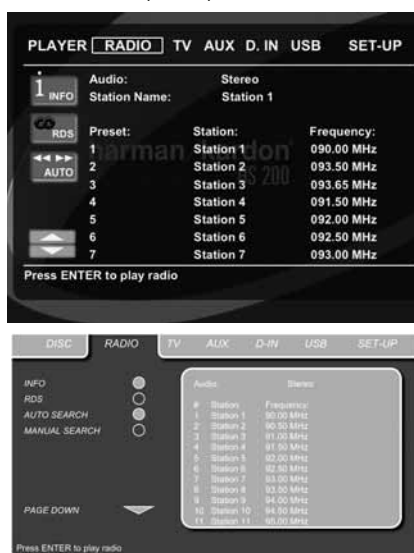 PLAYER RADIO TV AUX D. IN USB SET-UP
i INFO
Audio: Stereo
Station Name: Station 1
RDS
AUTO
harman kardon
Preset: Station: Frequency:
1 Station 1 090.00 MHz
2 Station 2 093.50 MHz
3 Station 3 093.65 MHz
4 Station 4 091.50 MHz
5 Station 5 092.00 MHz
6 Station 6 092.50 MHz
7 Station 7 093.00 MHz
Press ENTER to play radio
DISC RADIO TV AUX D-IN USB SET-UP
INFO
RDS
AUTO SEARCH
MANUAL SEARCH
PAGE DOWN
Audio: Stereo
# Station Frequency:
1 Station 1 90.00 MHz
2 Station 2 90.50 MHz
3 Station 3 91.00 MHz
4 Station 4 91.50 MHz
5 Station 5 92.00 MHz
6 Station 6 92.50 MHz
7 Station 7 93.00 MHz
8 Station 8 93.50 MHz
9 Station 9 94.00 MHz
10 Station 10 94.50 MHz
11 Station 11 95.00 MHz
Press ENTER to play radio